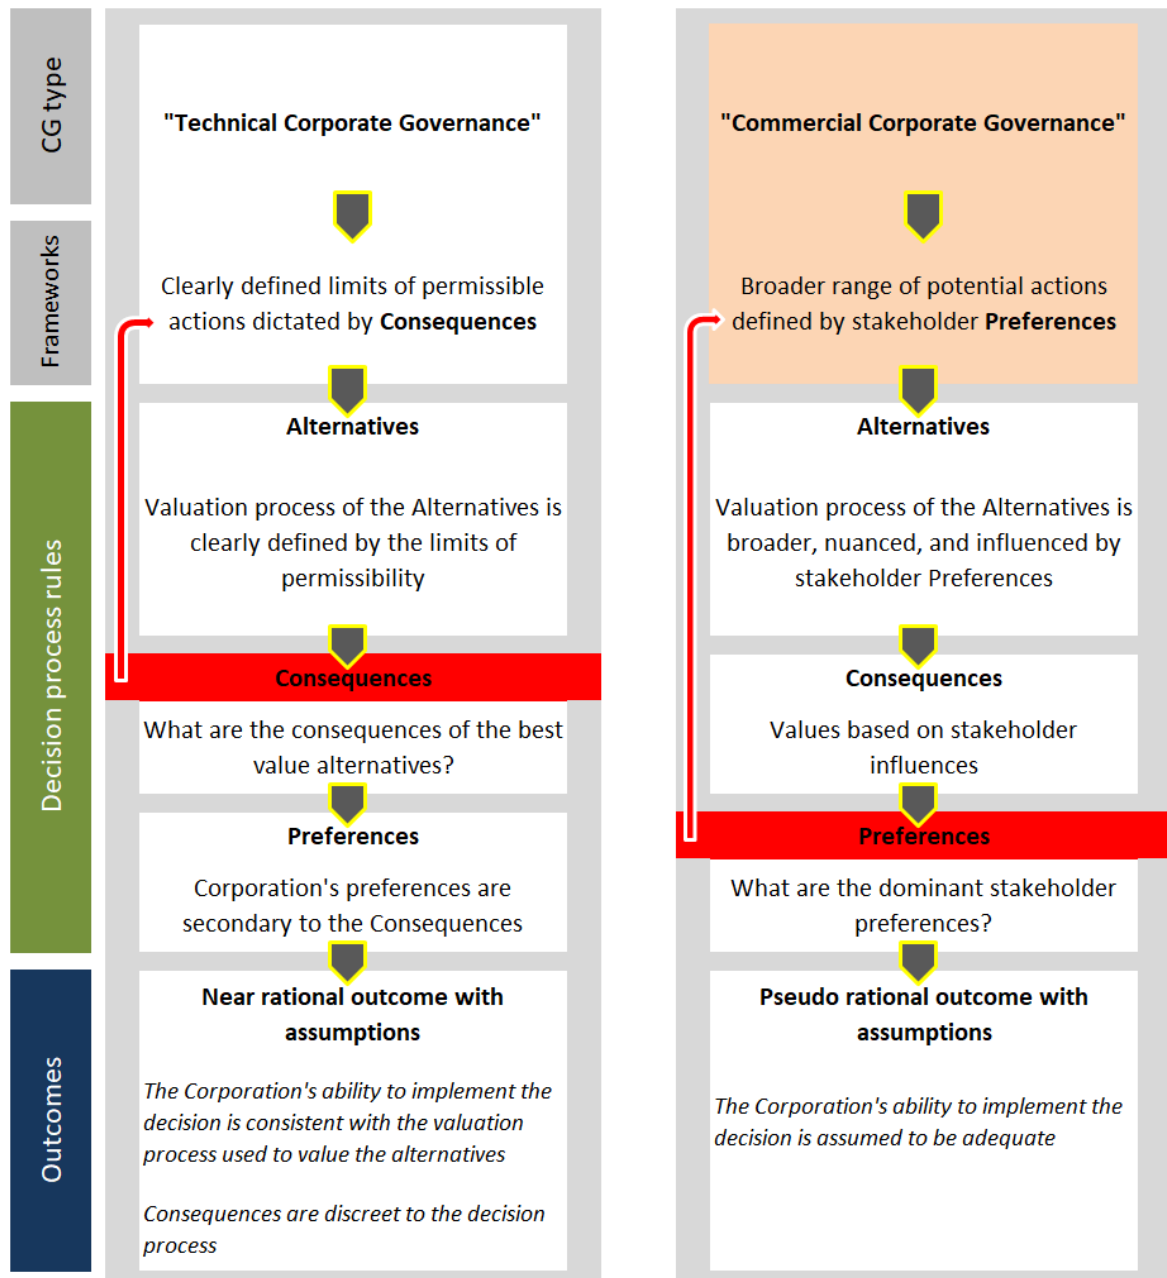 CG type
"Technical Corporate Governance"
"Commercial Corporate Governance"
Frameworks
Clearly defined limits of permissible
actions dictated by Consequences
Broader range of potential actions
defined by stakeholder Preferences
Decision process rules
Alternatives
Valuation process of the Alternatives is
clearly defined by the limits of
permissibility
Alternatives
Valuation process of the Alternatives is
broader, nuanced, and influenced by
stakeholder Preferences
Consequences
What are the consequences of the best
value alternatives?
Consequences
Values based on stakeholder
influences
Preferences
Corporation's preferences are
secondary to the Consequences
Preferences
What are the dominant stakeholder
preferences?
Outcomes
Near rational outcome with
assumptions
The Corporation's ability to implement the
decision is consistent with the valuation
process used to value the alternatives
Consequences are discreet to the decision
process
Pseudo rational outcome with
assumptions
The Corporation's ability to implement the
decision is assumed to be adequate